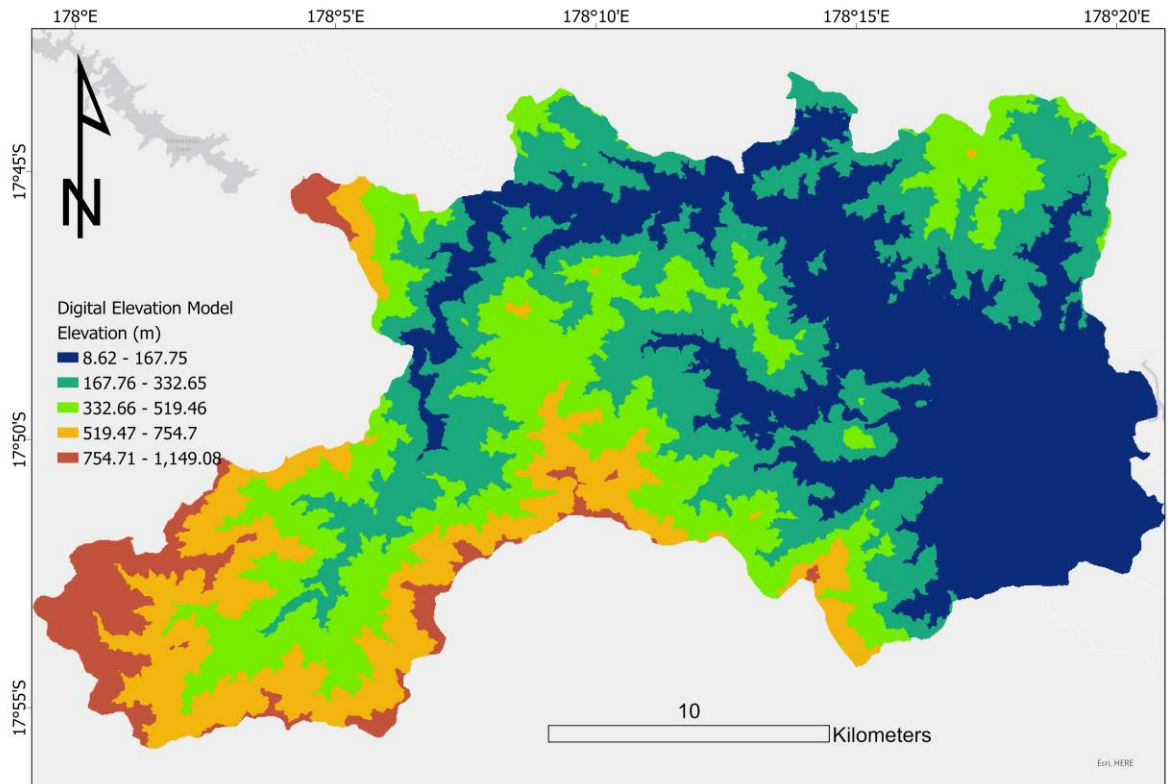 178°E 178°5'E 178°10'E 178°15'E 178°20'E
17°45'S
17°50'S
17°55'S
Monasavu
Dam
N
Digital Elevation Model
Elevation (m)
8.62 - 167.75
167.76 - 332.65
332.66 - 519.46
519.47 - 754.7
754.71 - 1,149.08
10
Kilometers
Esri, HERE